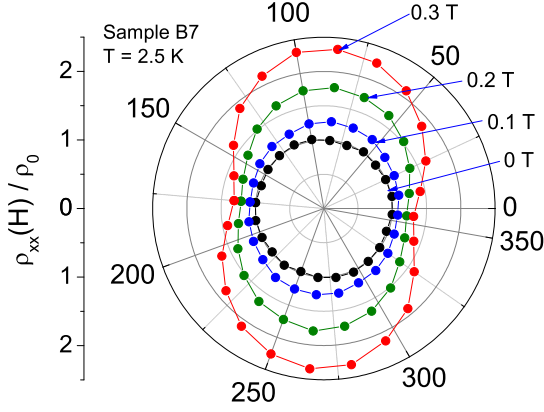 100
0.3 T
Sample B7
T = 2.5 K
50
2
0.2 T
150
0.1 T
1
0 T
ρxx(H) / ρ0
0
0
350
200
1
2
300
250